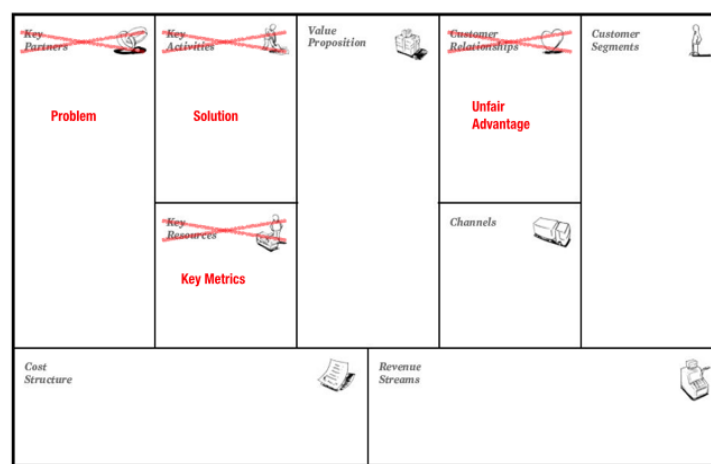 Key
Partners
Problem
Key
Activities
Solution
Key
Resources
Key Metrics
Value
Proposition
Customer
Relationships
Unfair
Advantage
Channels
Customer
Segments
Cost
Structure
Revenue
Streams